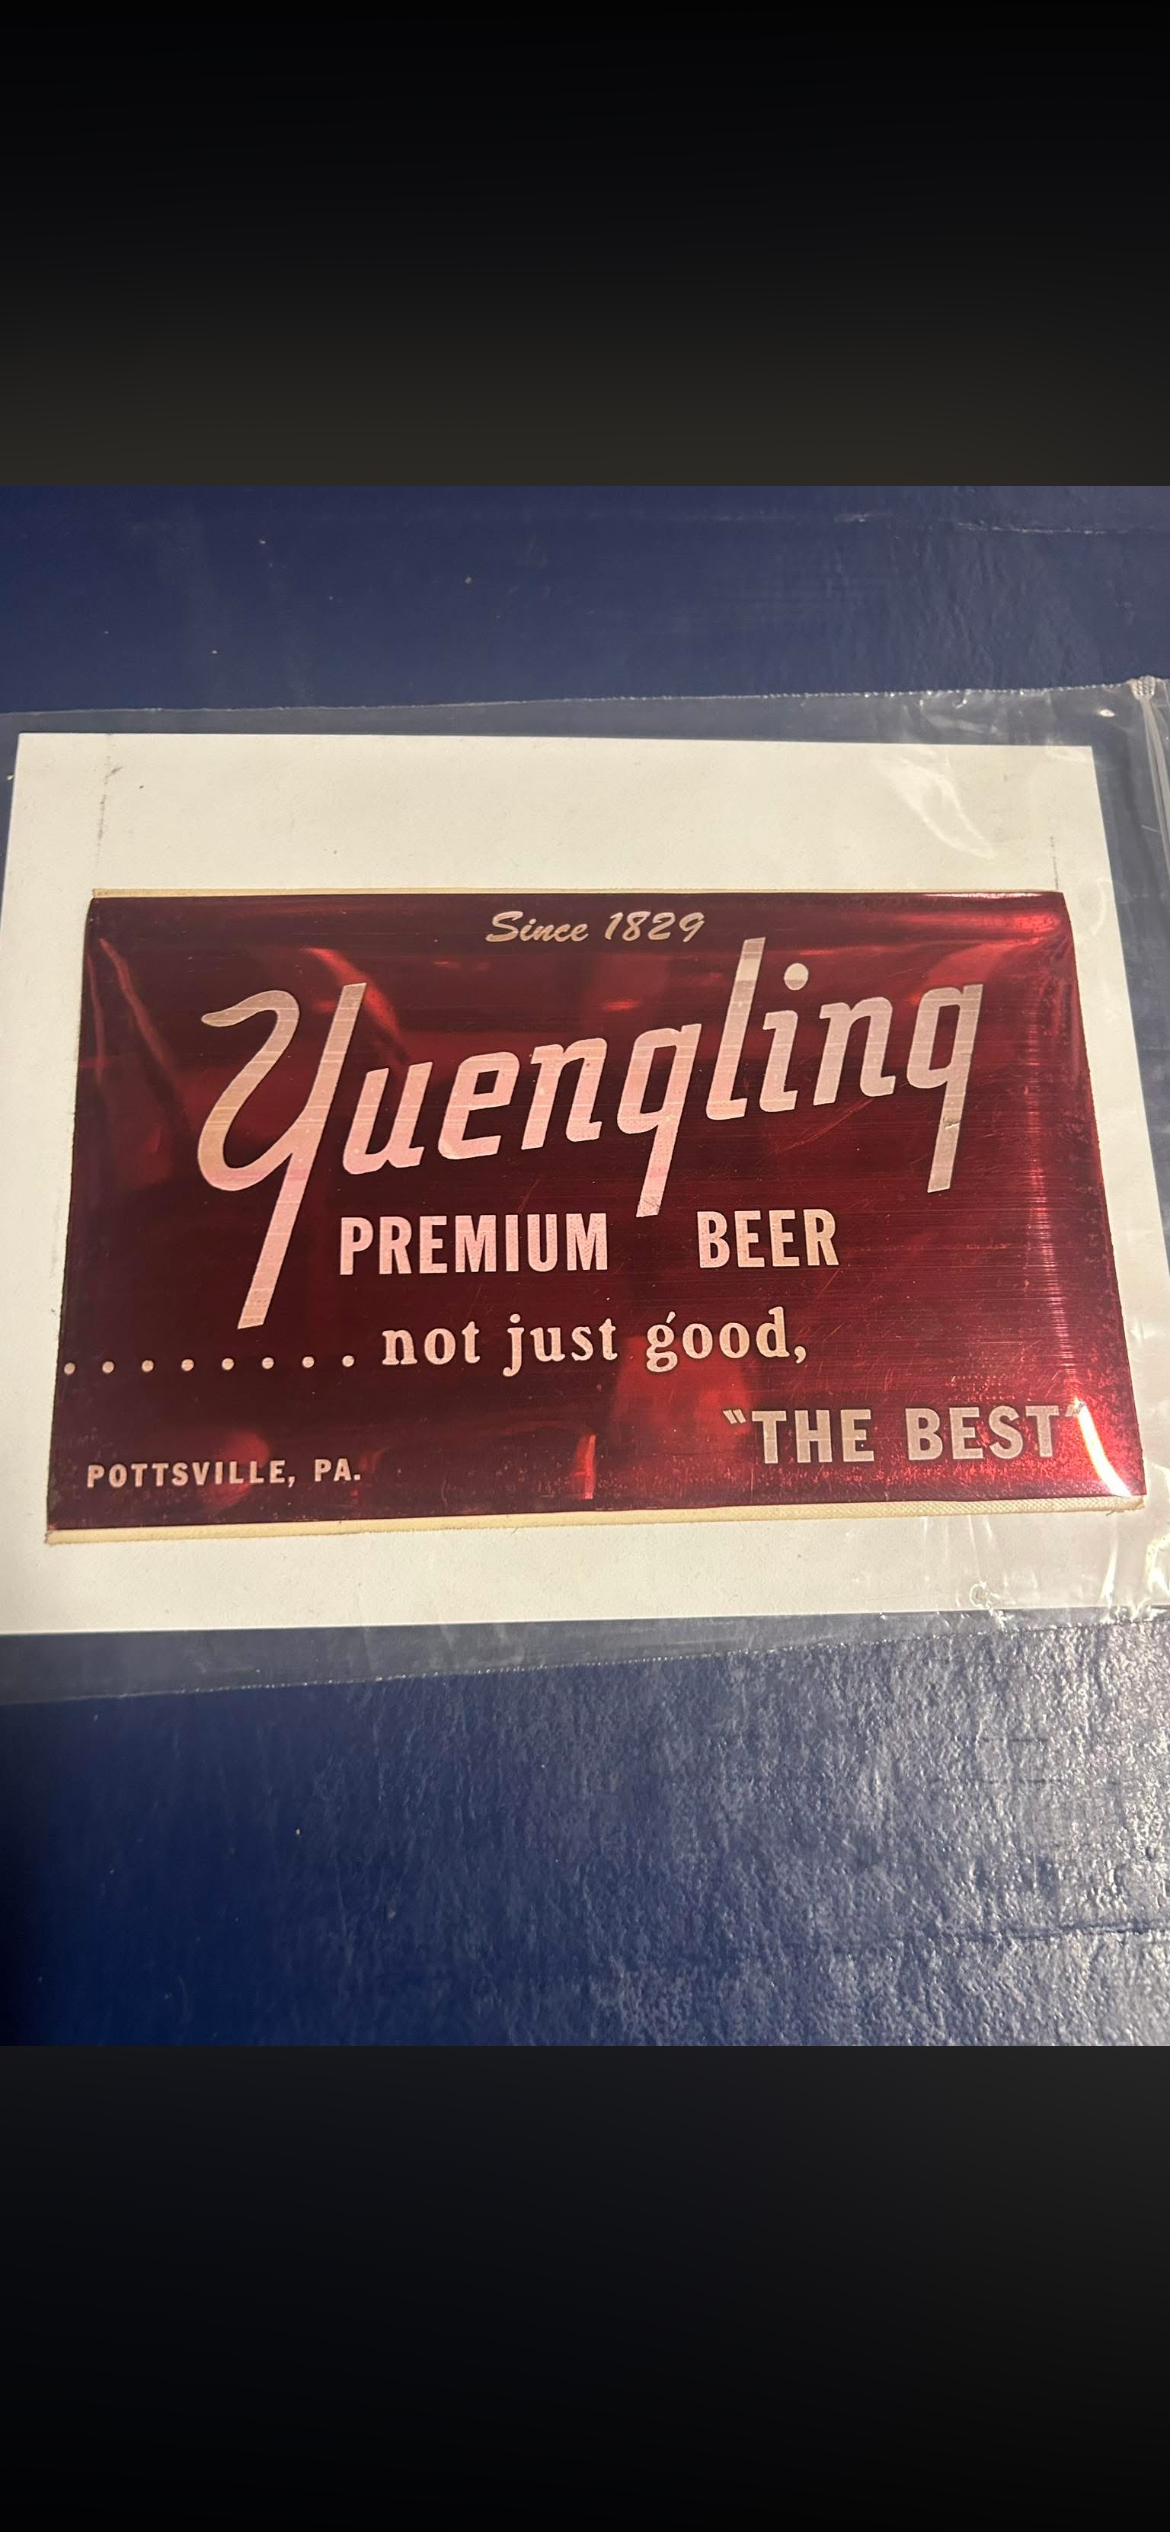 Since 1829
Yuengling
PREMIUM BEER
........ not just good,
"THE BEST"
POTTSVILLE, PA.